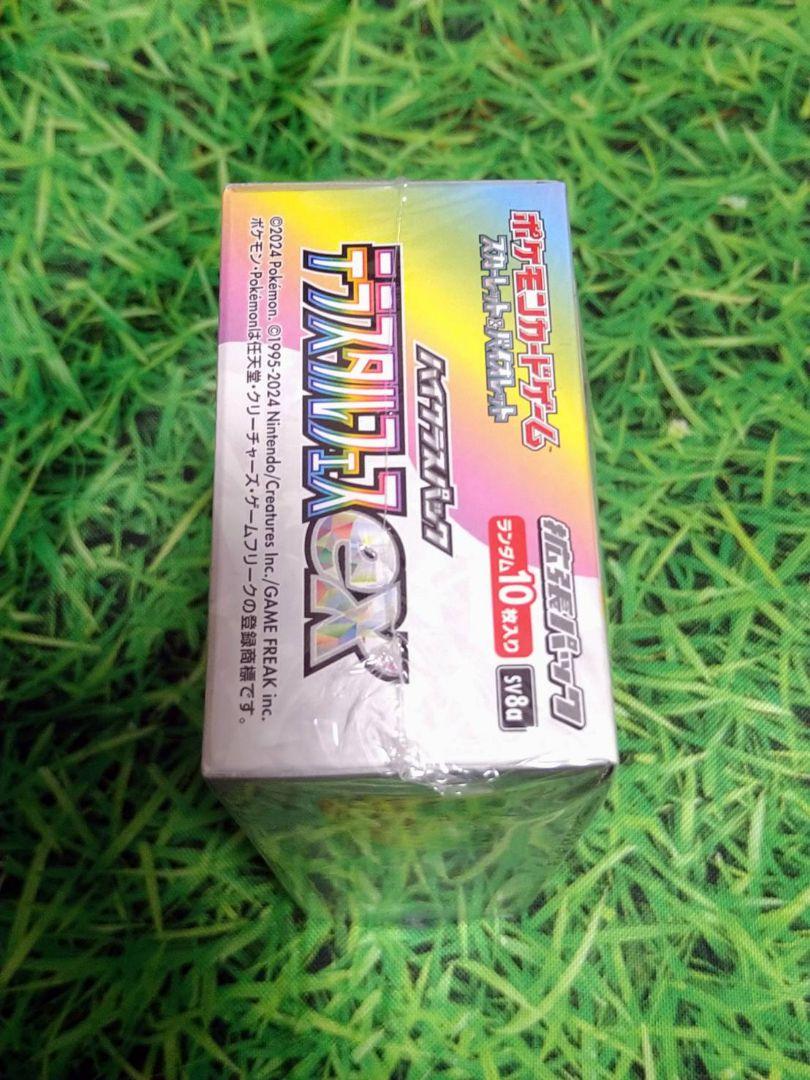 ポケモンカードゲーム
スカーレット&バイオレット
拡張パック
ランダム10枚入り
SV8a
ハイクラスパック
テラスタルフェスex
©2024 Pokémon. ©1995-2024 Nintendo/Creatures Inc./GAME FREAK inc.
ポケモン・Pokémonは任天堂・クリーチャーズ・ゲームフリークの登録商標です。